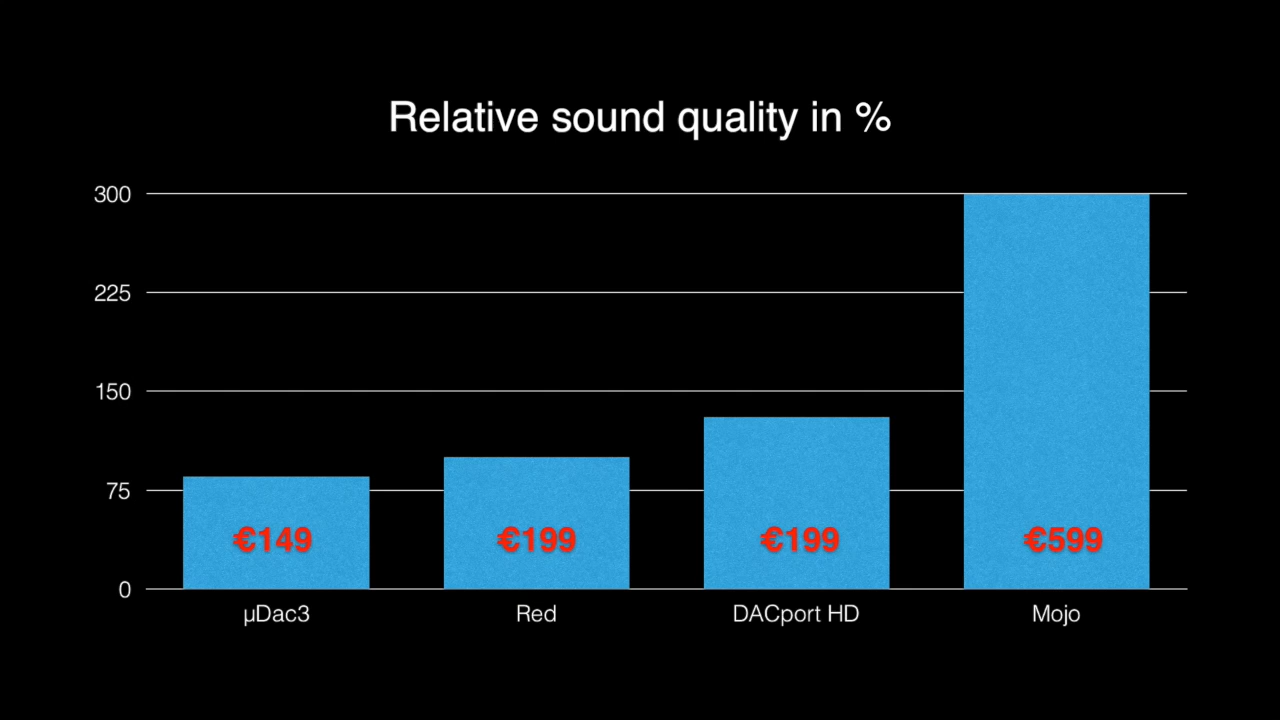 Relative sound quality in %
300
225
150
75
0
€149
€199
€199
€599
µDac3
Red
DACport HD
Mojo